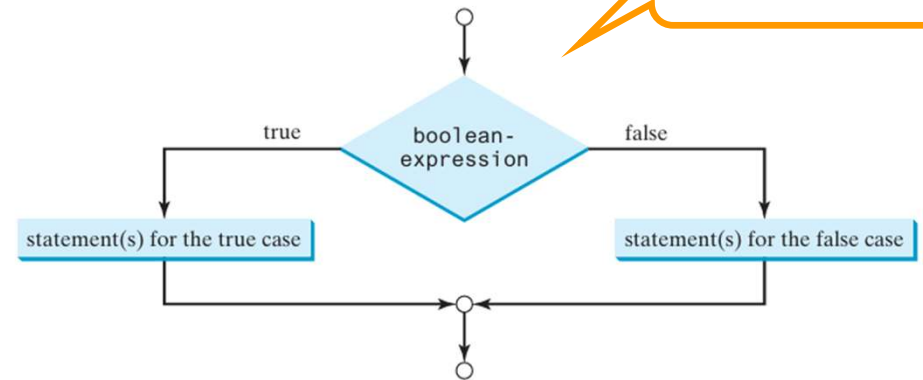 true
boolean-
expression
false
statement(s) for the true case
statement(s) for the false case